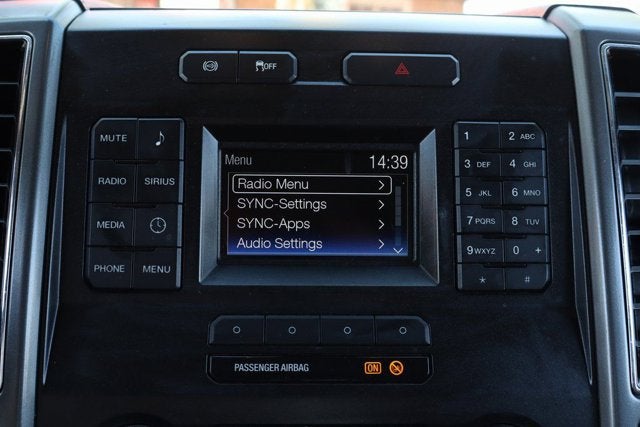 OFF
MUTE
RADIO SIRIUS
MEDIA
PHONE MENU
Menu 14:39
Radio Menu >
SYNC-Settings >
SYNC-Apps >
Audio Settings >
1 2 ABC
3 DEF 4 GHI
5 JKL 6 MNO
7 PQRS 8 TUV
9 WXYZ 0 +
* #
PASSENGER AIRBAG ON